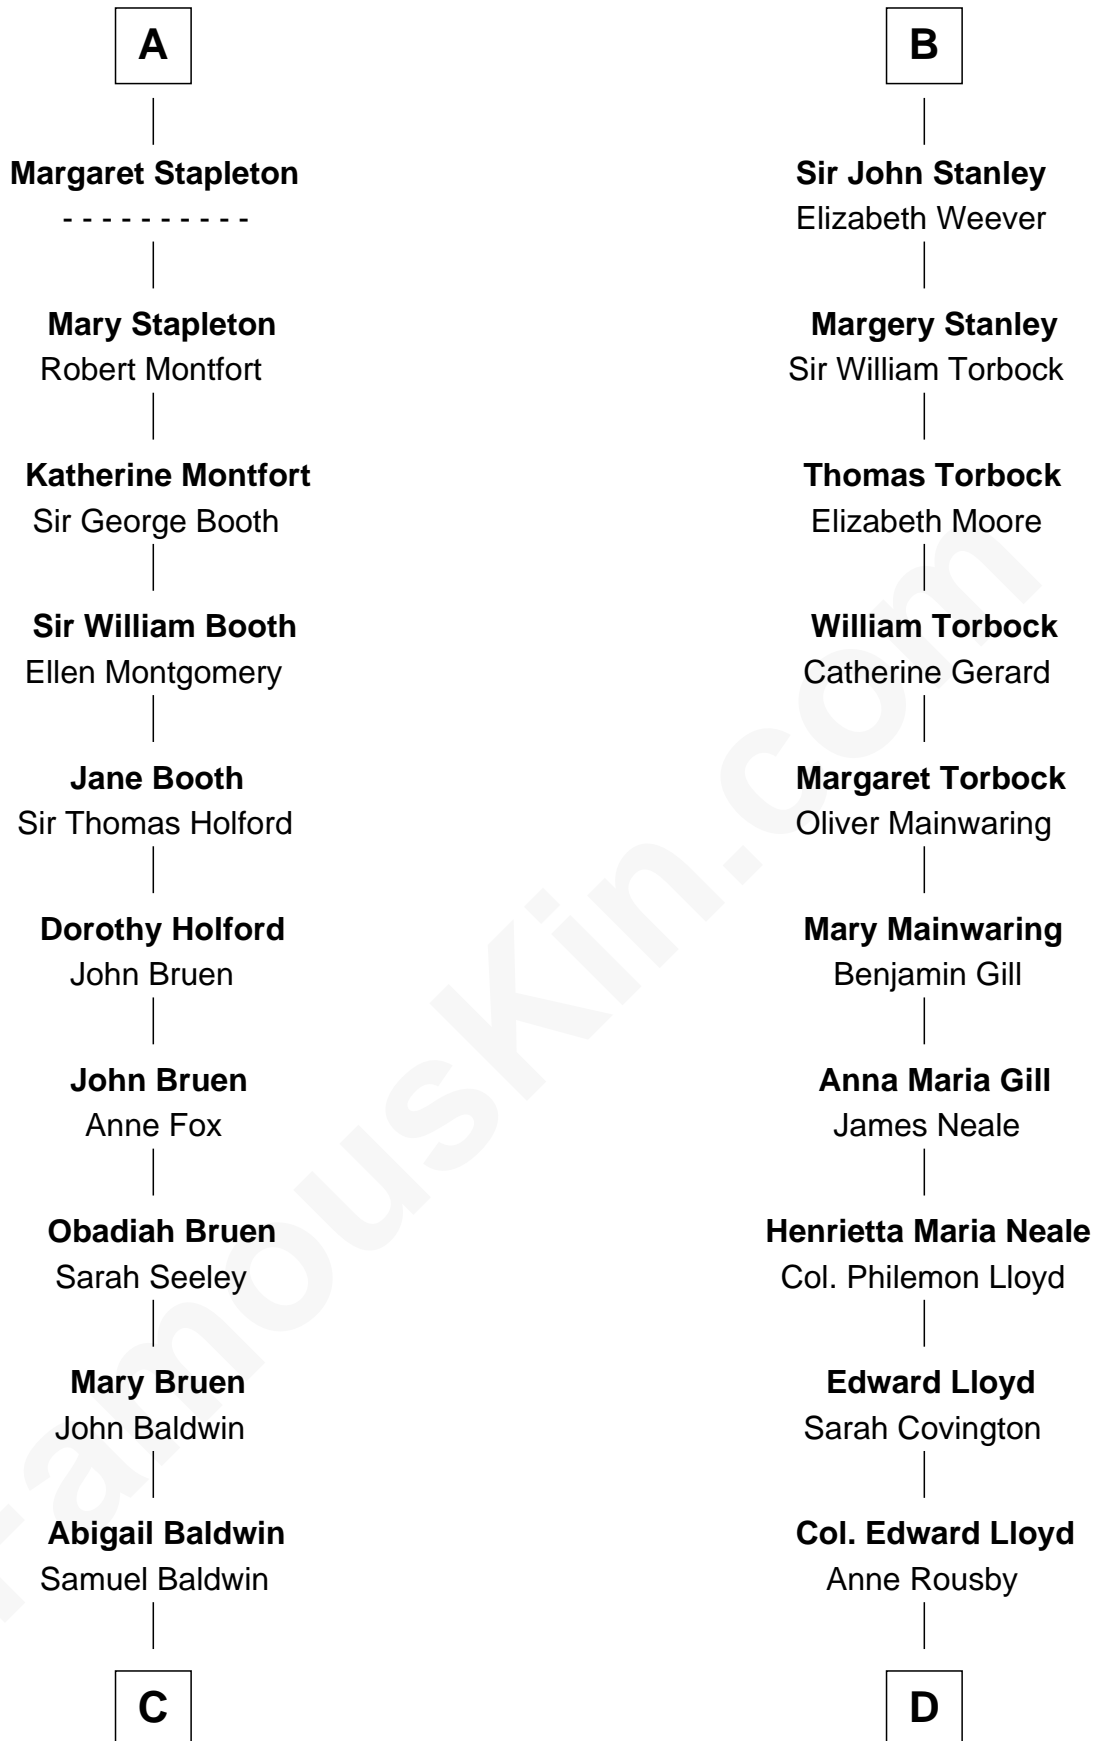 A
Margaret Stapleton
- - - - - - - - - -
Mary Stapleton
Robert Montfort
Katherine Montfort
Sir George Booth
Sir William Booth
Ellen Montgomery
Jane Booth
Sir Thomas Holford
Dorothy Holford
John Bruen
John Bruen
Anne Fox
Obadiah Bruen
Sarah Seeley
Mary Bruen
John Baldwin
Abigail Baldwin
Samuel Baldwin
C
B
Sir John Stanley
Elizabeth Weever
Margery Stanley
Sir William Torbock
Thomas Torbock
Elizabeth Moore
William Torbock
Catherine Gerard
Margaret Torbock
Oliver Mainwaring
Mary Mainwaring
Benjamin Gill
Anna Maria Gill
James Neale
Henrietta Maria Neale
Col. Philemon Lloyd
Edward Lloyd
Sarah Covington
Col. Edward Lloyd
Anne Rousby
D
FamousKin.com